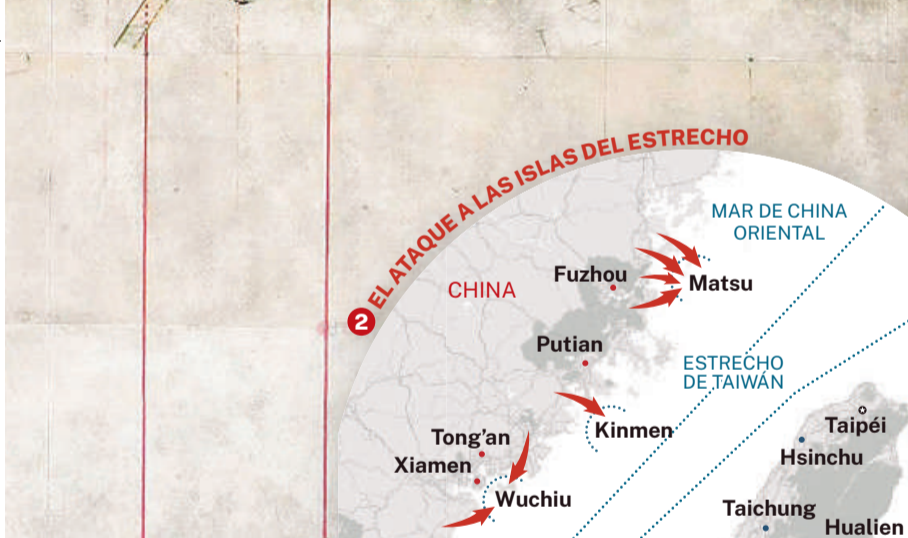 2 EL ATAQUE A LAS ISLAS DEL ESTRECHO
MAR DE CHINA
ORIENTAL
CHINA
Fuzhou
Matsu
Putian
ESTRECHO
DE TAIWÁN
Kinmen
Taipéi
Tong'an
Hsinchu
Xiamen
Wuchiu
Taichung
Hualien